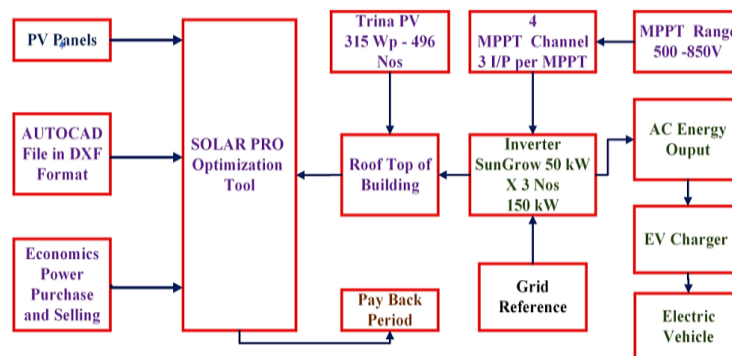 PV Panels
AUTOCAD
File in DXF
Format
Economics
Power
Purchase
and Selling
SOLAR PRO
Optimization
Tool
Trina PV
315 Wp - 496
Nos
Roof Top of
Building
Pay Back
Period
4
MPPT Channel
3 I/P per MPPT
Inverter
SunGrow 50 kW
X 3 Nos
150 kW
Grid
Reference
MPPT Range
500 -850V
AC Energy
Ouput
EV Charger
Electric
Vehicle